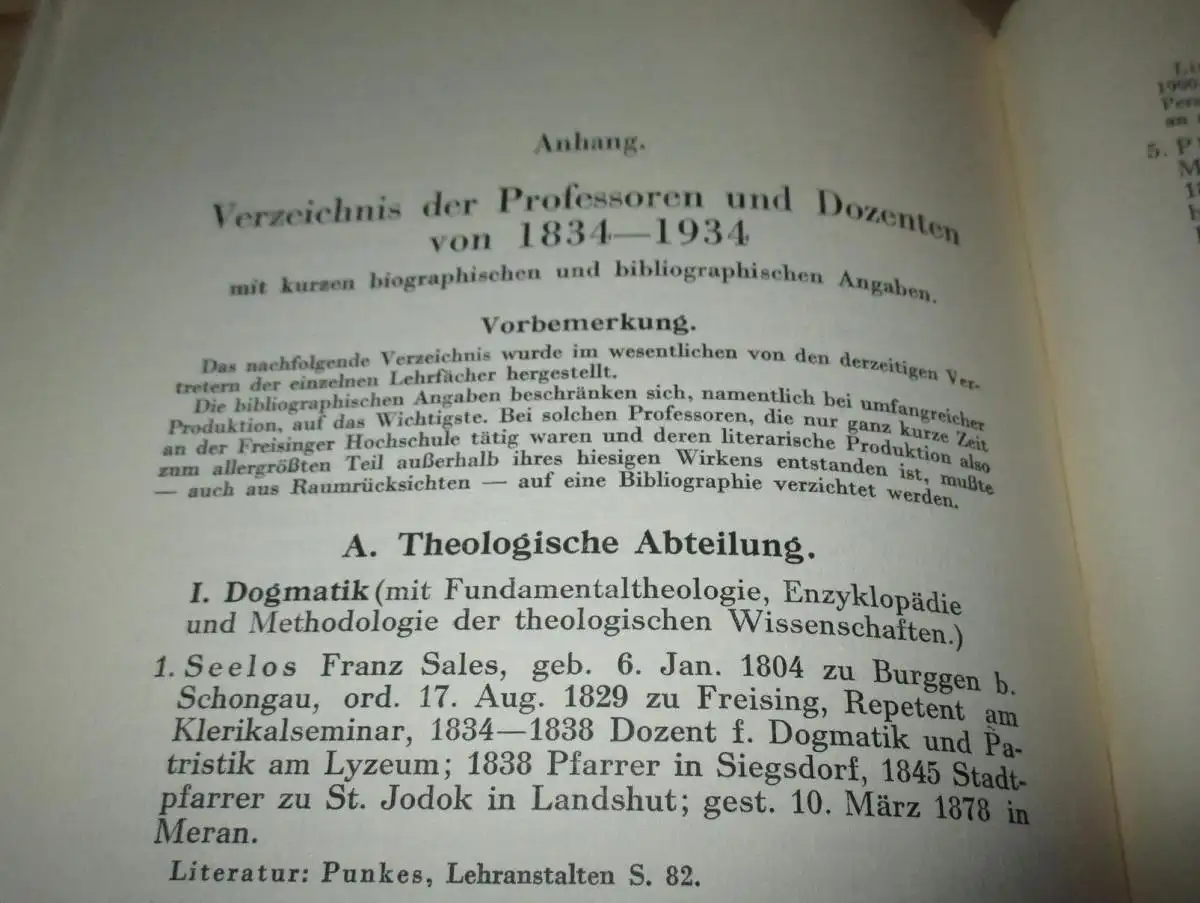 Anhang.
Verzeichnis der Professoren und Dozenten
von 1834—1934
mit kurzen biographischen und bibliographischen Angaben.
Vorbemerkung.
Das nachfolgende Verzeichnis wurde im wesentlichen von den derzeitigen Ver-
tretern der einzelnen Lehrfächer hergestellt.
Die bibliographischen Angaben beschränken sich, namentlich bei umfangreicher
Produktion, auf das Wichtigste. Bei solchen Professoren, die nur ganz kurze Zeit
an der Freisinger Hochschule tätig waren und deren literarische Produktion also
zum allergrößten Teil außerhalb ihres hiesigen Wirkens entstanden ist, mußte
— auch aus Raumrücksichten — auf eine Bibliographie verzichtet werden.
A. Theologische Abteilung.
I. Dogmatik (mit Fundamentaltheologie, Enzyklopädie
und Methodologie der theologischen Wissenschaften.)
1. Seelos Franz Sales, geb. 6. Jan. 1804 zu Burggen b.
Schongau, ord. 17. Aug. 1829 zu Freising, Repetent am
Klerikalseminar, 1834—1838 Dozent f. Dogmatik und Pa-
tristik am Lyzeum; 1838 Pfarrer in Siegsdorf, 1845 Stadt-
pfarrer zu St. Jodok in Landshut; gest. 10. März 1878 in
Meran.
Literatur: Punkes, Lehranstalten S. 82.
5.